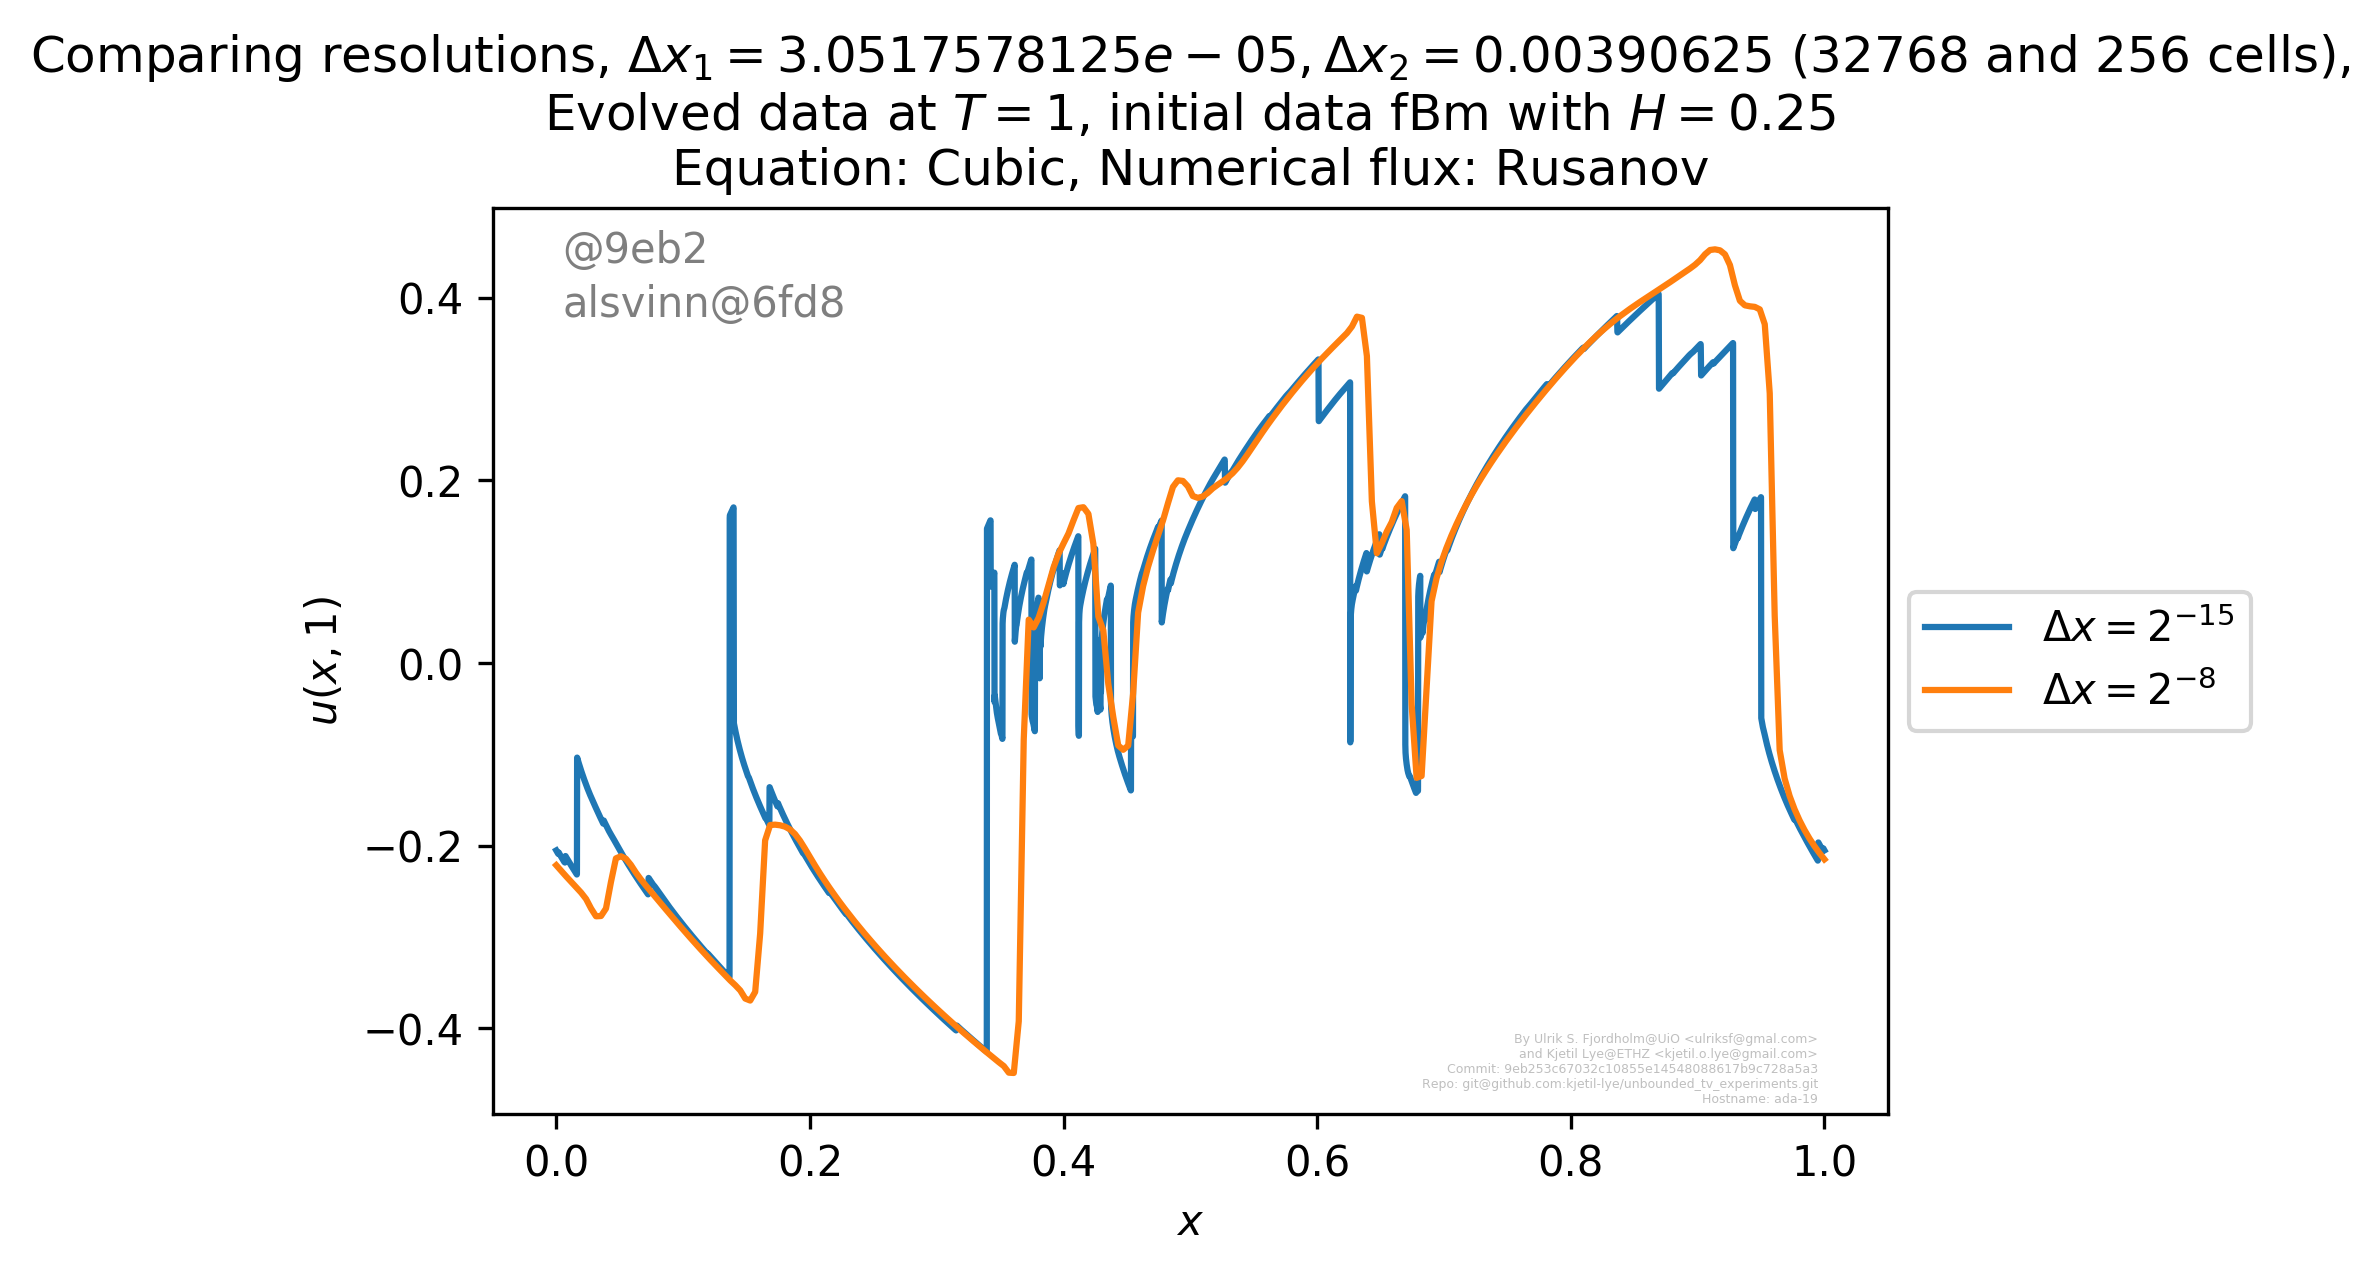 Comparing resolutions, Δx₁ = 3.0517578125e − 05, Δx₂ = 0.00390625 (32768 and 256 cells),
Evolved data at T = 1, initial data fBm with H = 0.25
Equation: Cubic, Numerical flux: Rusanov
@9eb2
alsvinn@6fd8
0.4
0.2
0.0
−0.2
−0.4
u(x, 1)
Δx = 2⁻¹⁵
Δx = 2⁻⁸
By Ulrik S. Fjordholm@UiO <ulriksf@gmal.com>
and Kjetil Lye@ETHZ <kjetil.o.lye@gmail.com>
Commit: 9eb253c67032c10855e14548088617b9c728a5a3
Repo: git@github.com:kjetil-lye/unbounded_tv_experiments.git
Hostname: ada-19
0.0 0.2 0.4 0.6 0.8 1.0
x